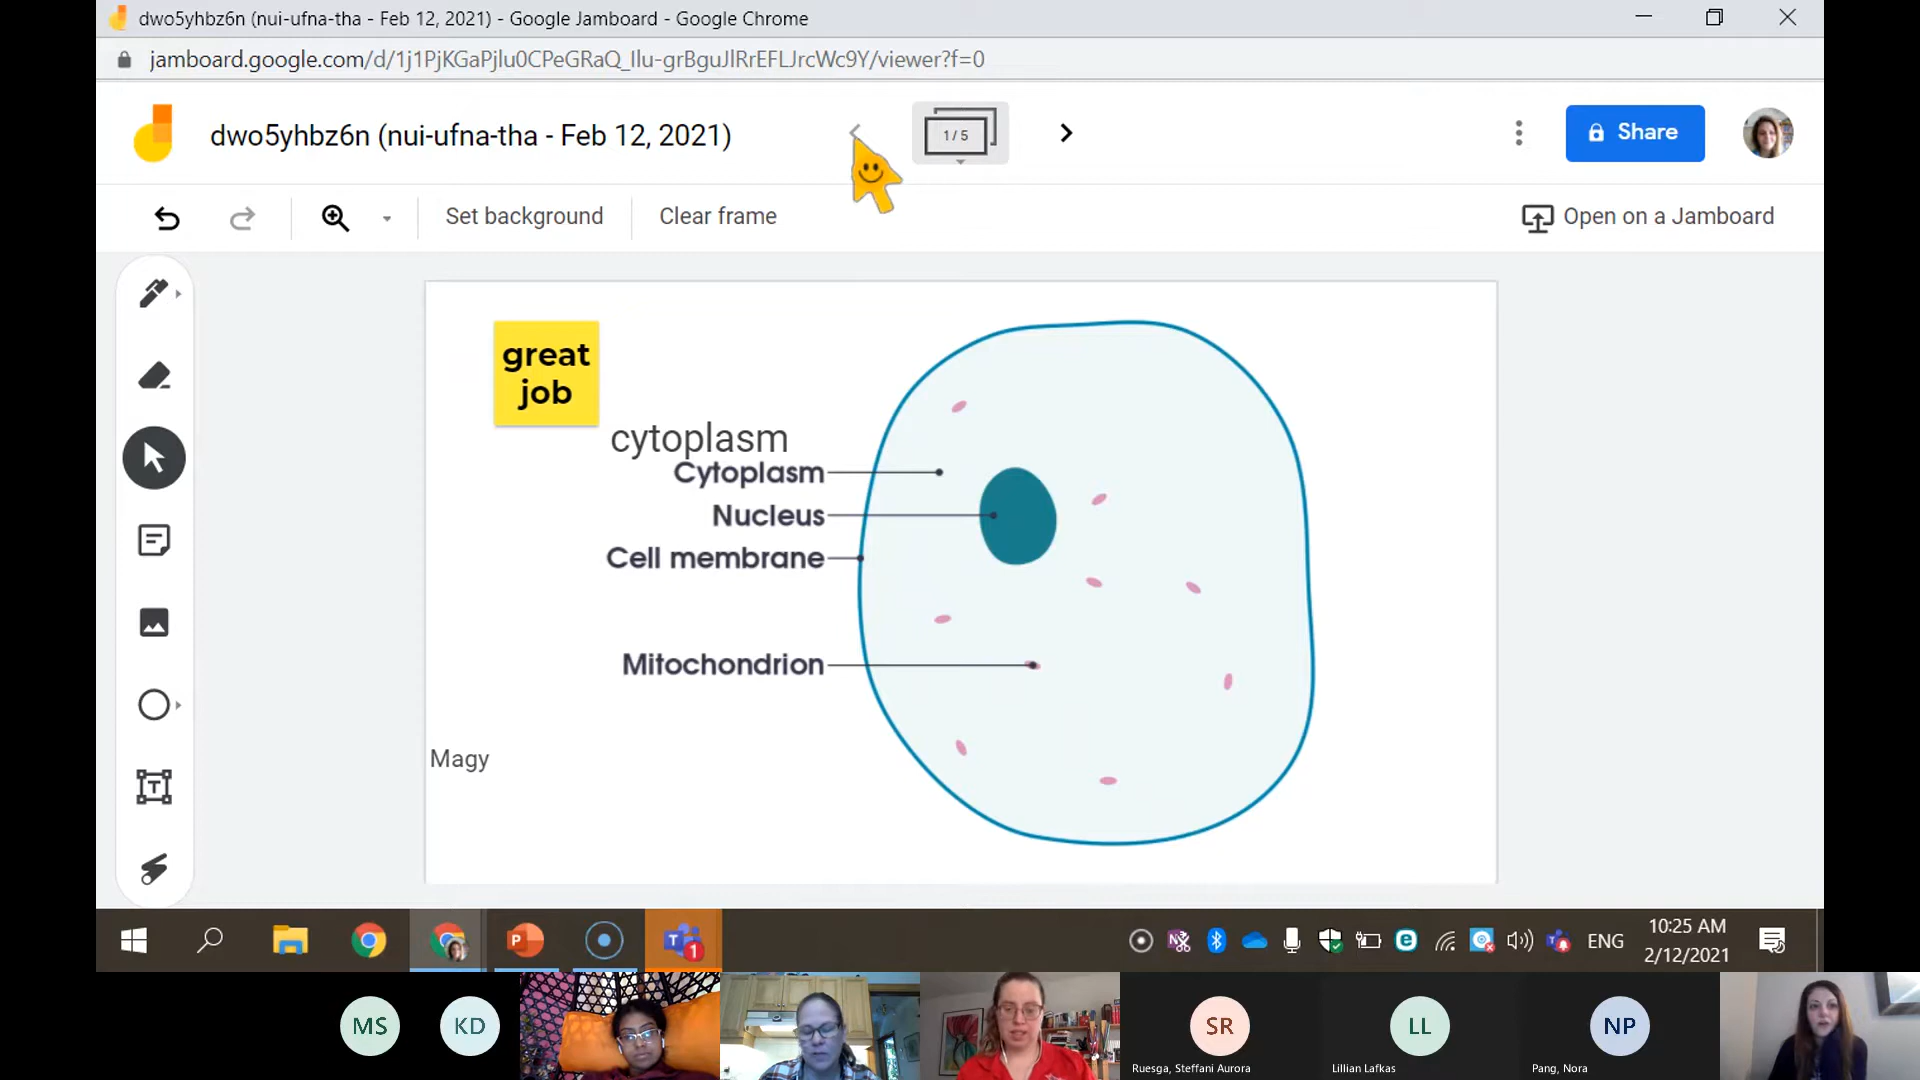 dwo5yhbz6n (nui-ufna-tha - Feb 12, 2021) - Google Jamboard - Google Chrome
jamboard.google.com/d/1j1PjKGaPjlu0CPeGRaQ_Ilu-grBguJlRrEFLJrcWc9Y/viewer?f=0
dwo5yhbz6n (nui-ufna-tha - Feb 12, 2021)
1 / 5
Share
Set background
Clear frame
Open on a Jamboard
great
job
cytoplasm
Cytoplasm
Nucleus
Cell membrane
Mitochondrion
Magy
ENG
10:25 AM
2/12/2021
MS
KD
SR
LL
NP
Ruesga, Steffani Aurora
Lillian Lafkas
Pang, Nora